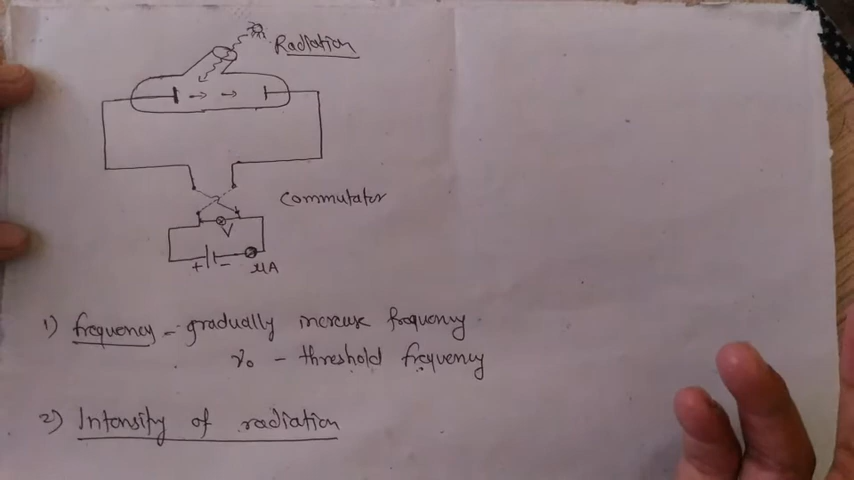 Radiation
Commutator
V
+ -
μA
1) frequency - gradually increase frequency
ν₀ - threshold frequency
2) Intensity of radiation